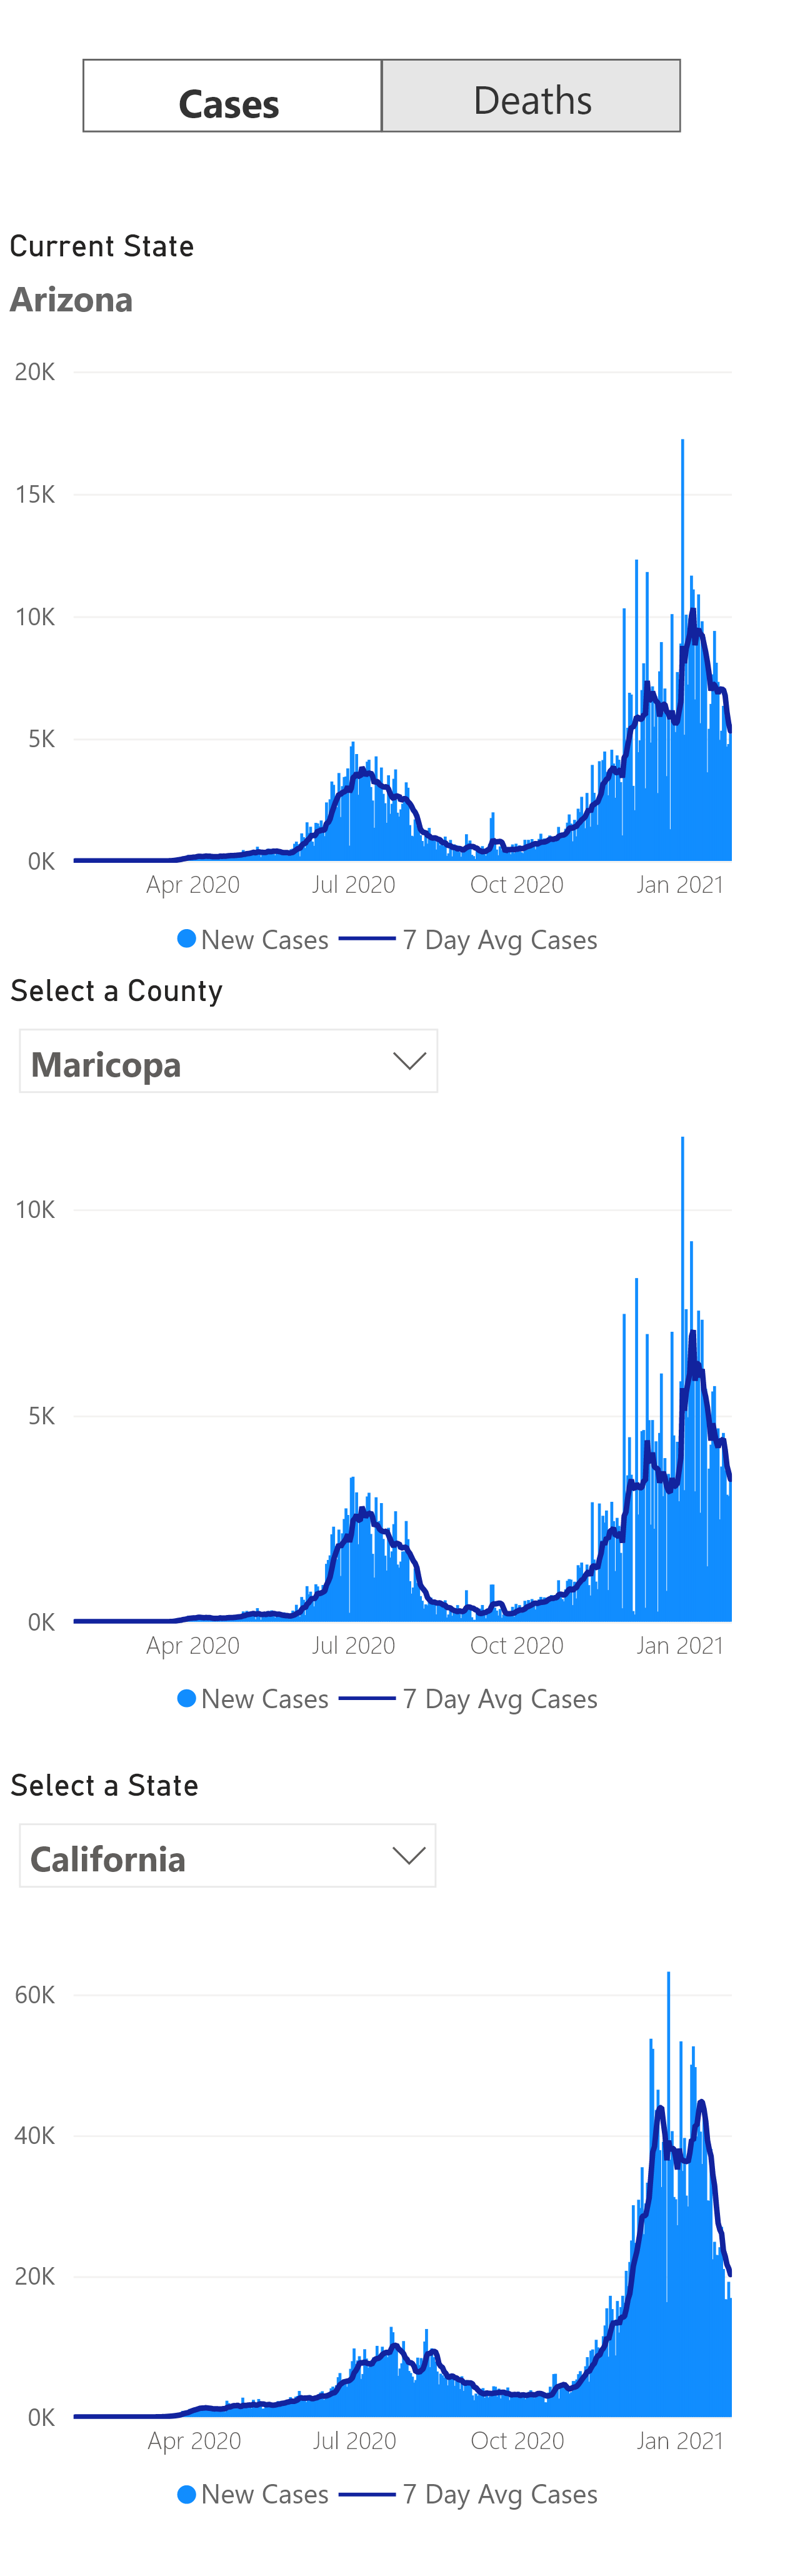 Cases Deaths
Current State
Arizona
20K
15K
10K
5K
0K
Apr 2020 Jul 2020 Oct 2020 Jan 2021
New Cases 7 Day Avg Cases
Select a County
Maricopa
10K
5K
0K
Apr 2020 Jul 2020 Oct 2020 Jan 2021
New Cases 7 Day Avg Cases
Select a State
California
60K
40K
20K
0K
Apr 2020 Jul 2020 Oct 2020 Jan 2021
New Cases 7 Day Avg Cases